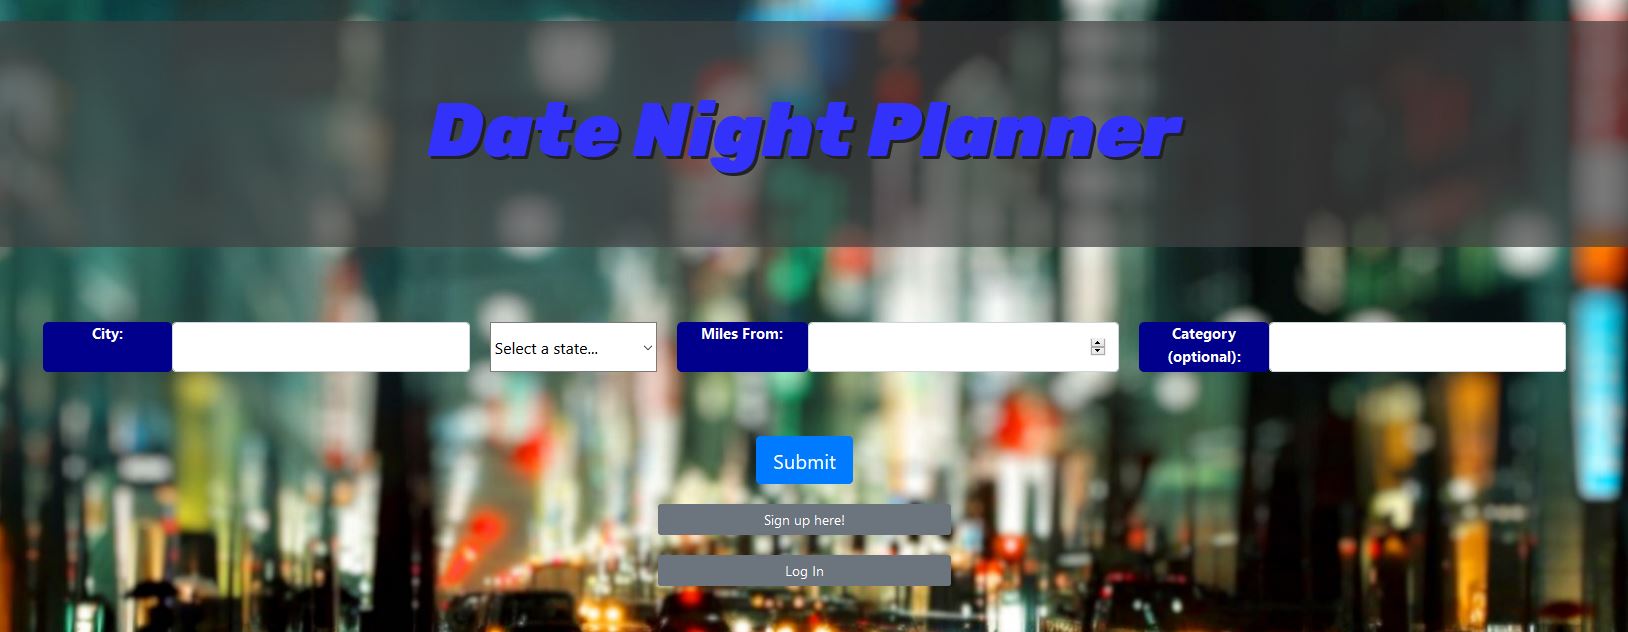 Date Night Planner
City:
Select a state...
Miles From:
Category
(optional):
Submit
Sign up here!
Log In